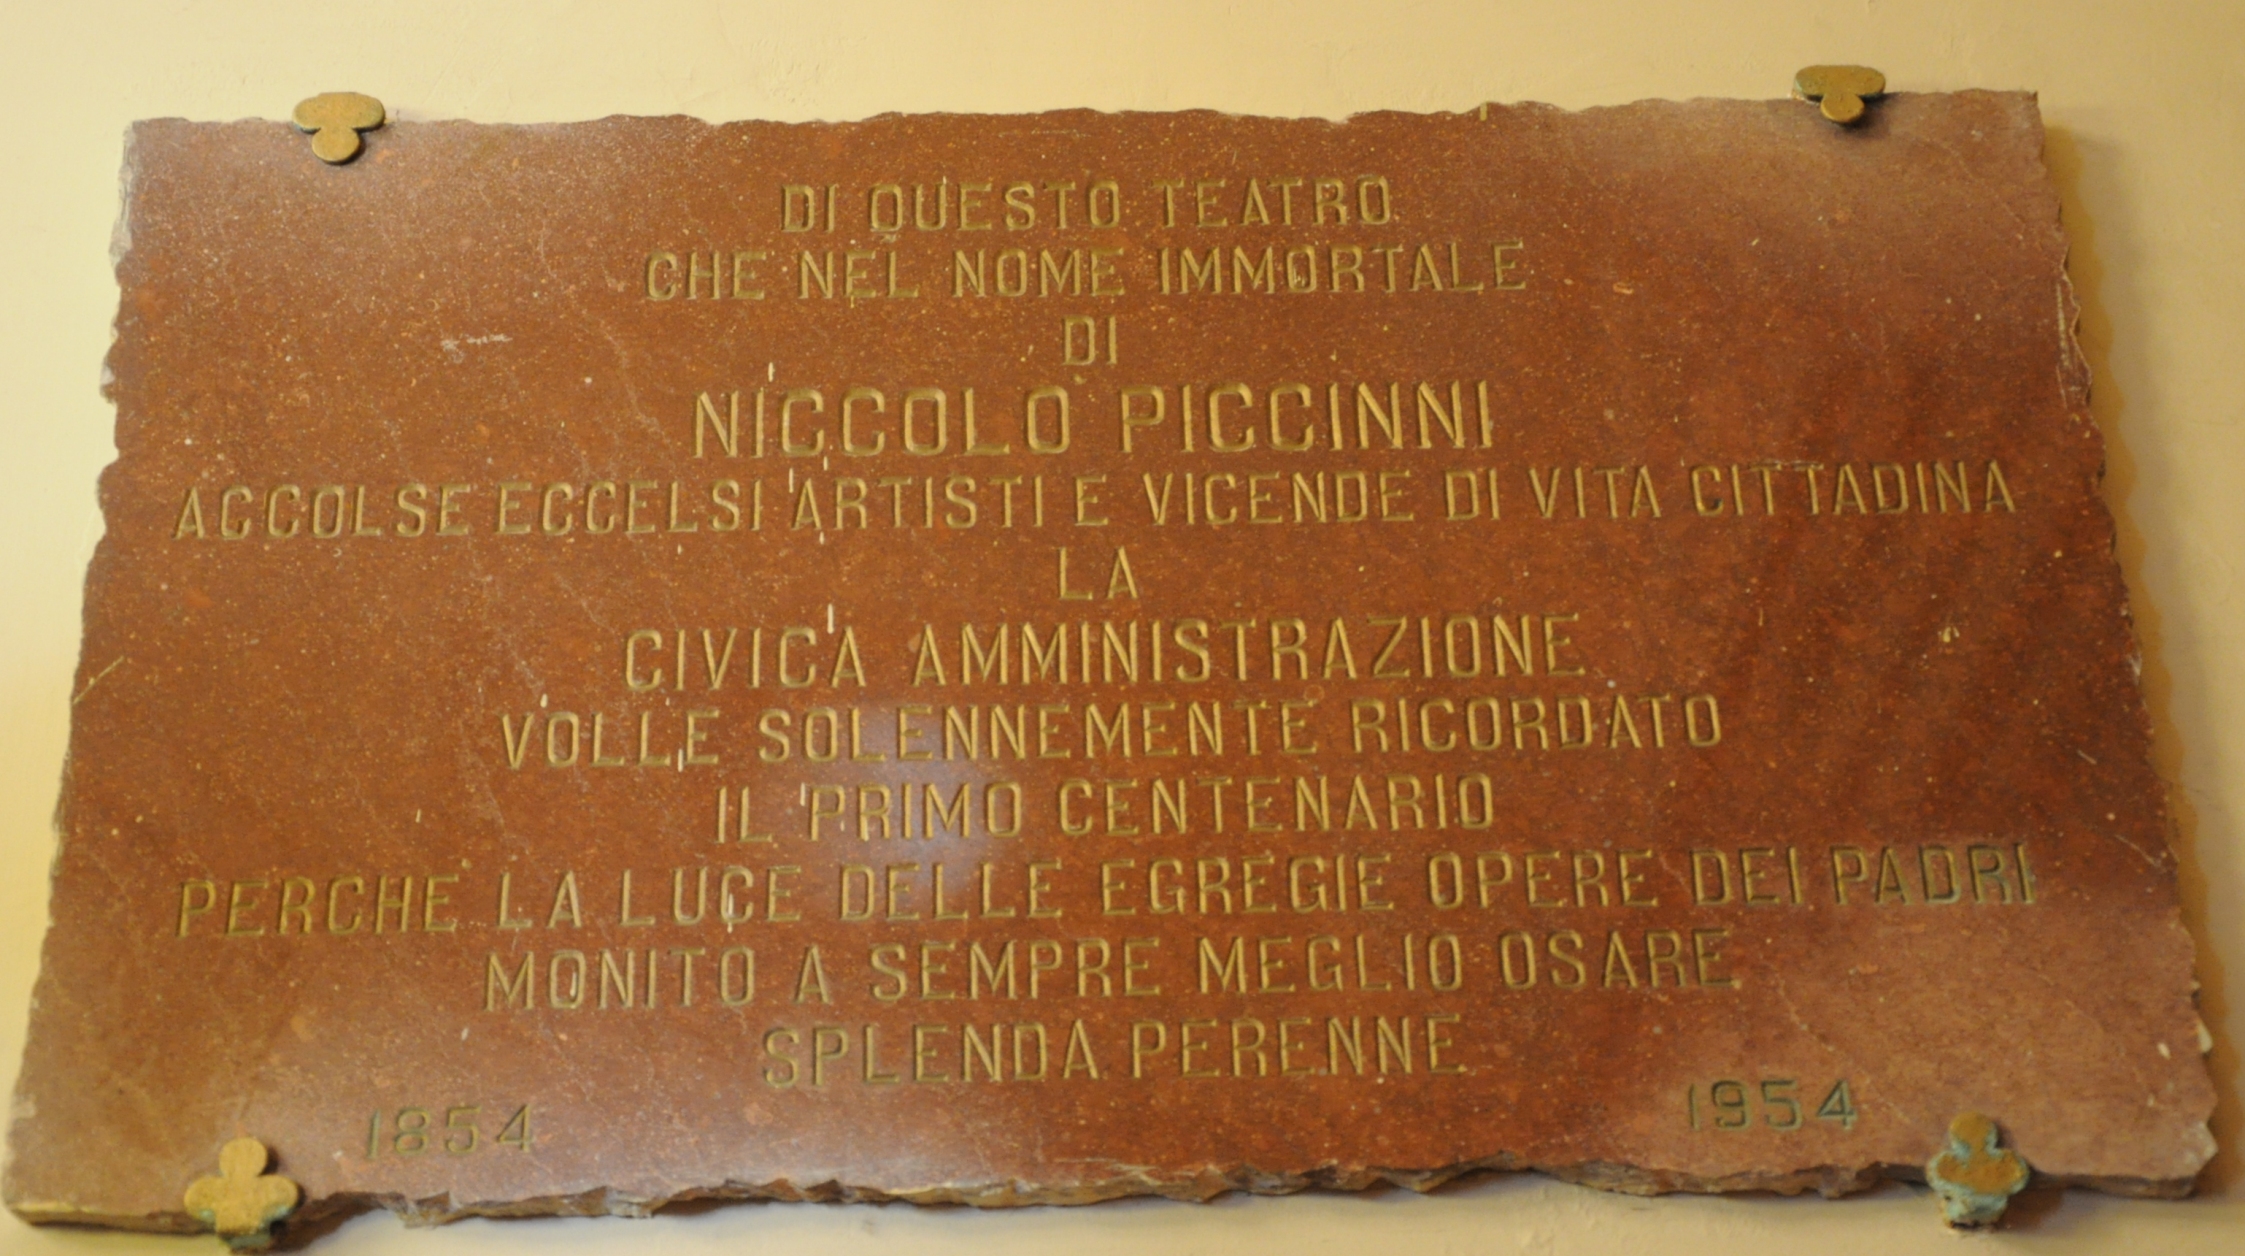 DI QUESTO TEATRO
CHE NEL NOME IMMORTALE
DI
NICCOLO PICCINNI
ACCOLSE ECCELSI ARTISTI E VICENDE DI VITA CITTADINA
LA
CIVICA AMMINISTRAZIONE
VOLLE SOLENNEMENTE RICORDATO
IL PRIMO CENTENARIO
PERCHE LA LUCE DELLE EGREGIE OPERE DEI PADRI
MONITO A SEMPRE MEGLIO OSARE
SPLENDA PERENNE
1854 1954